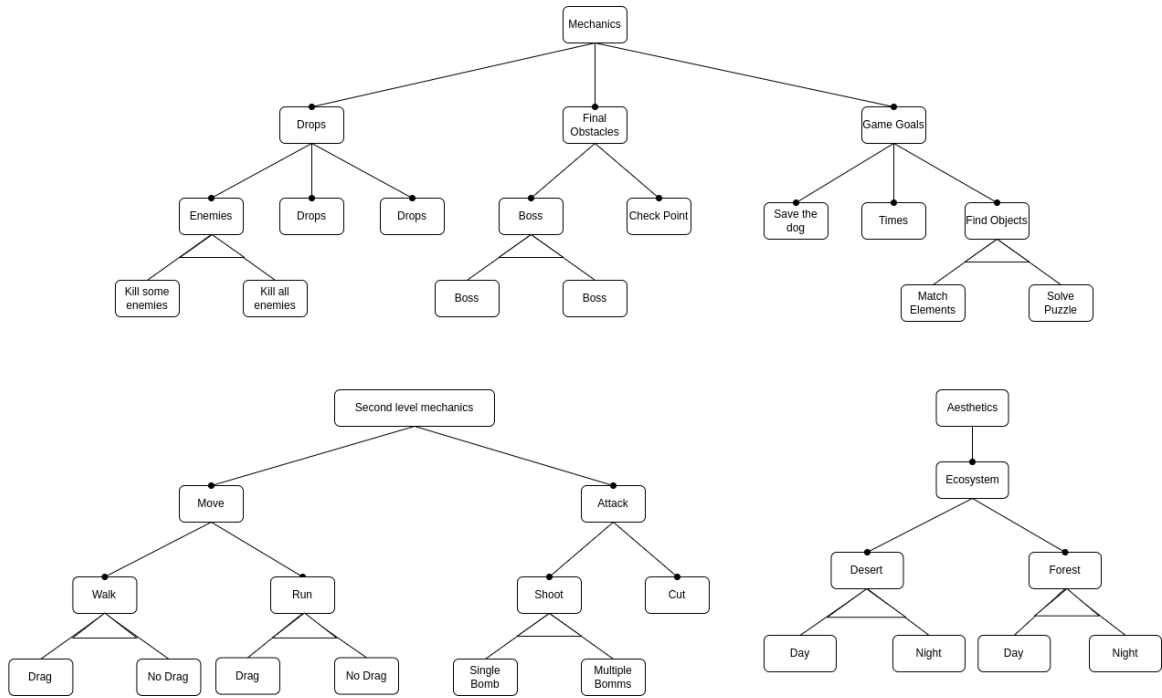 Mechanics
Drops
Final
Obstacles
Game Goals
Enemies
Drops
Drops
Boss
Check Point
Save the
dog
Times
Find Objects
Kill some
enemies
Kill all
enemies
Boss
Boss
Match
Elements
Solve
Puzzle
Second level mechanics
Aesthetics
Move
Attack
Ecosystem
Walk
Run
Shoot
Cut
Desert
Forest
Drag
No Drag
Drag
No Drag
Single
Bomb
Multiple
Bomms
Day
Night
Day
Night